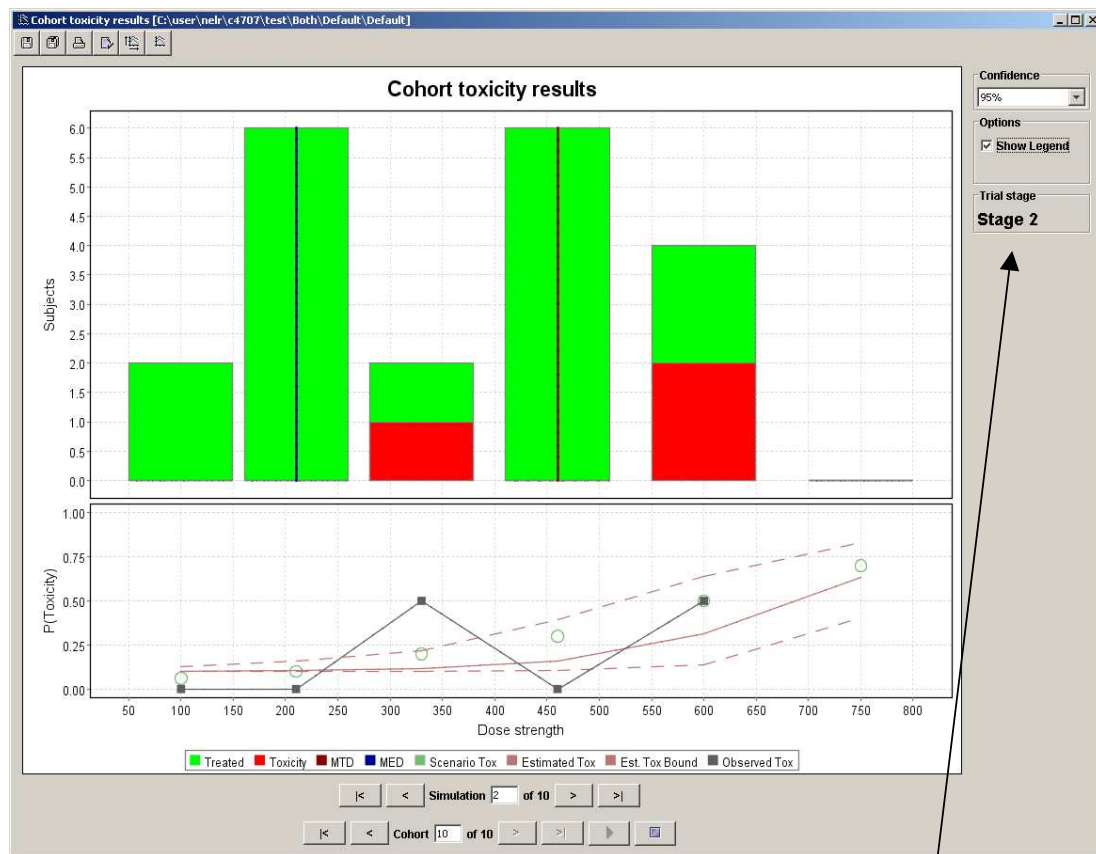 Cohort toxicity results [C:\user\nelr\c4707\test\Both\Default\Default]
Cohort toxicity results
Subjects
6.0
5.5
5.0
4.5
4.0
3.5
3.0
2.5
2.0
1.5
1.0
0.5
0.0
P(Toxicity)
1.00
0.75
0.50
0.25
0.00
50 100 150 200 250 300 350 400 450 500 550 600 650 700 750 800
Dose strength
Treated Toxicity MTD MED Scenario Tox Estimated Tox Est. Tox Bound Observed Tox
|< < Simulation 2 of 10 > >|
|< < Cohort 10 of 10 > >|
Confidence
95%
Options
Show Legend
Trial stage
Stage 2